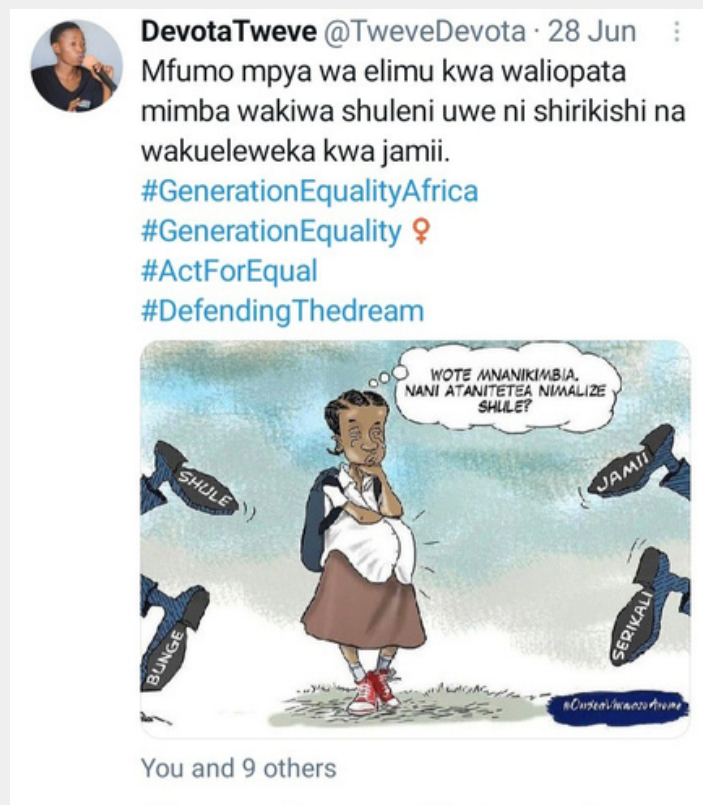 DevotaTweve @TweveDevota · 28 Jun
Mfumo mpya wa elimu kwa waliopata
mimba wakiwa shuleni uwe ni shirikishi na
wakueleweka kwa jamii.
#GenerationEqualityAfrica
#GenerationEquality ♀
#ActForEqual
#DefendingThedream
WOTE MNANIKIMBIA.
NANI ATANITETEA NIMALIZE
SHULE?
SHULE
JAMII
BUNGE
SERIKALI
You and 9 others